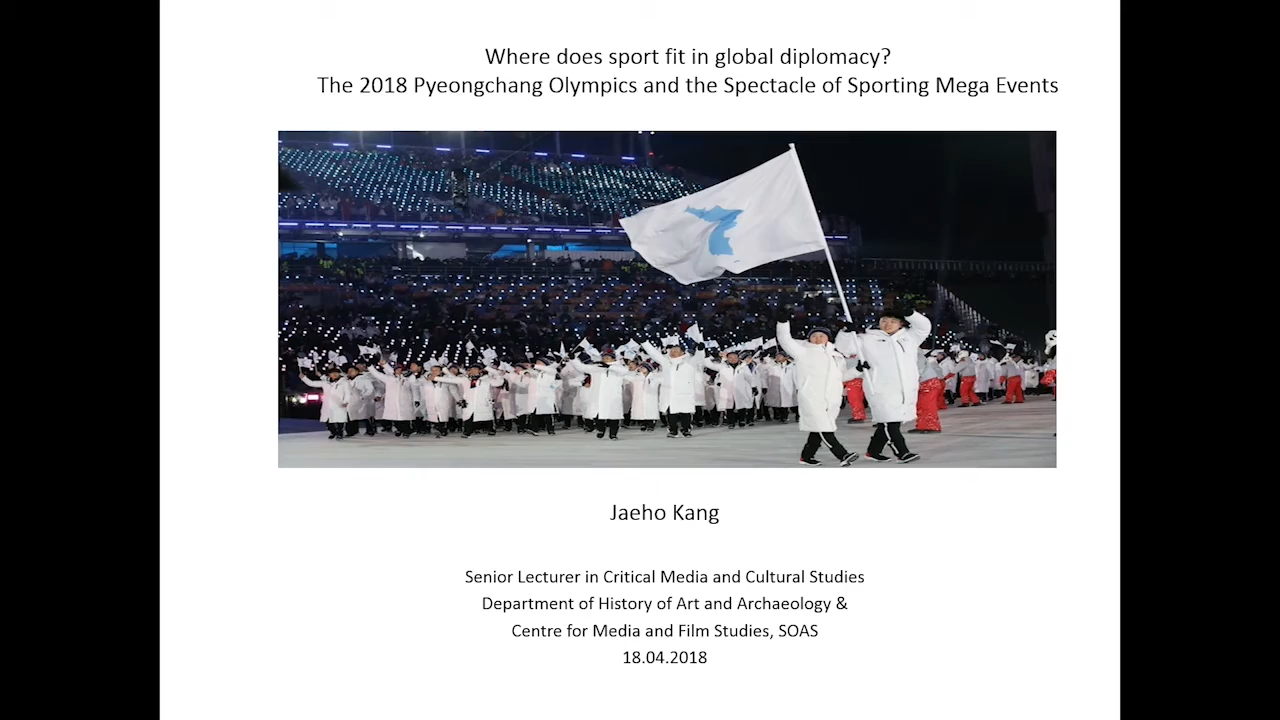 Where does sport fit in global diplomacy?
The 2018 Pyeongchang Olympics and the Spectacle of Sporting Mega Events
Jaeho Kang
Senior Lecturer in Critical Media and Cultural Studies
Department of History of Art and Archaeology &
Centre for Media and Film Studies, SOAS
18.04.2018